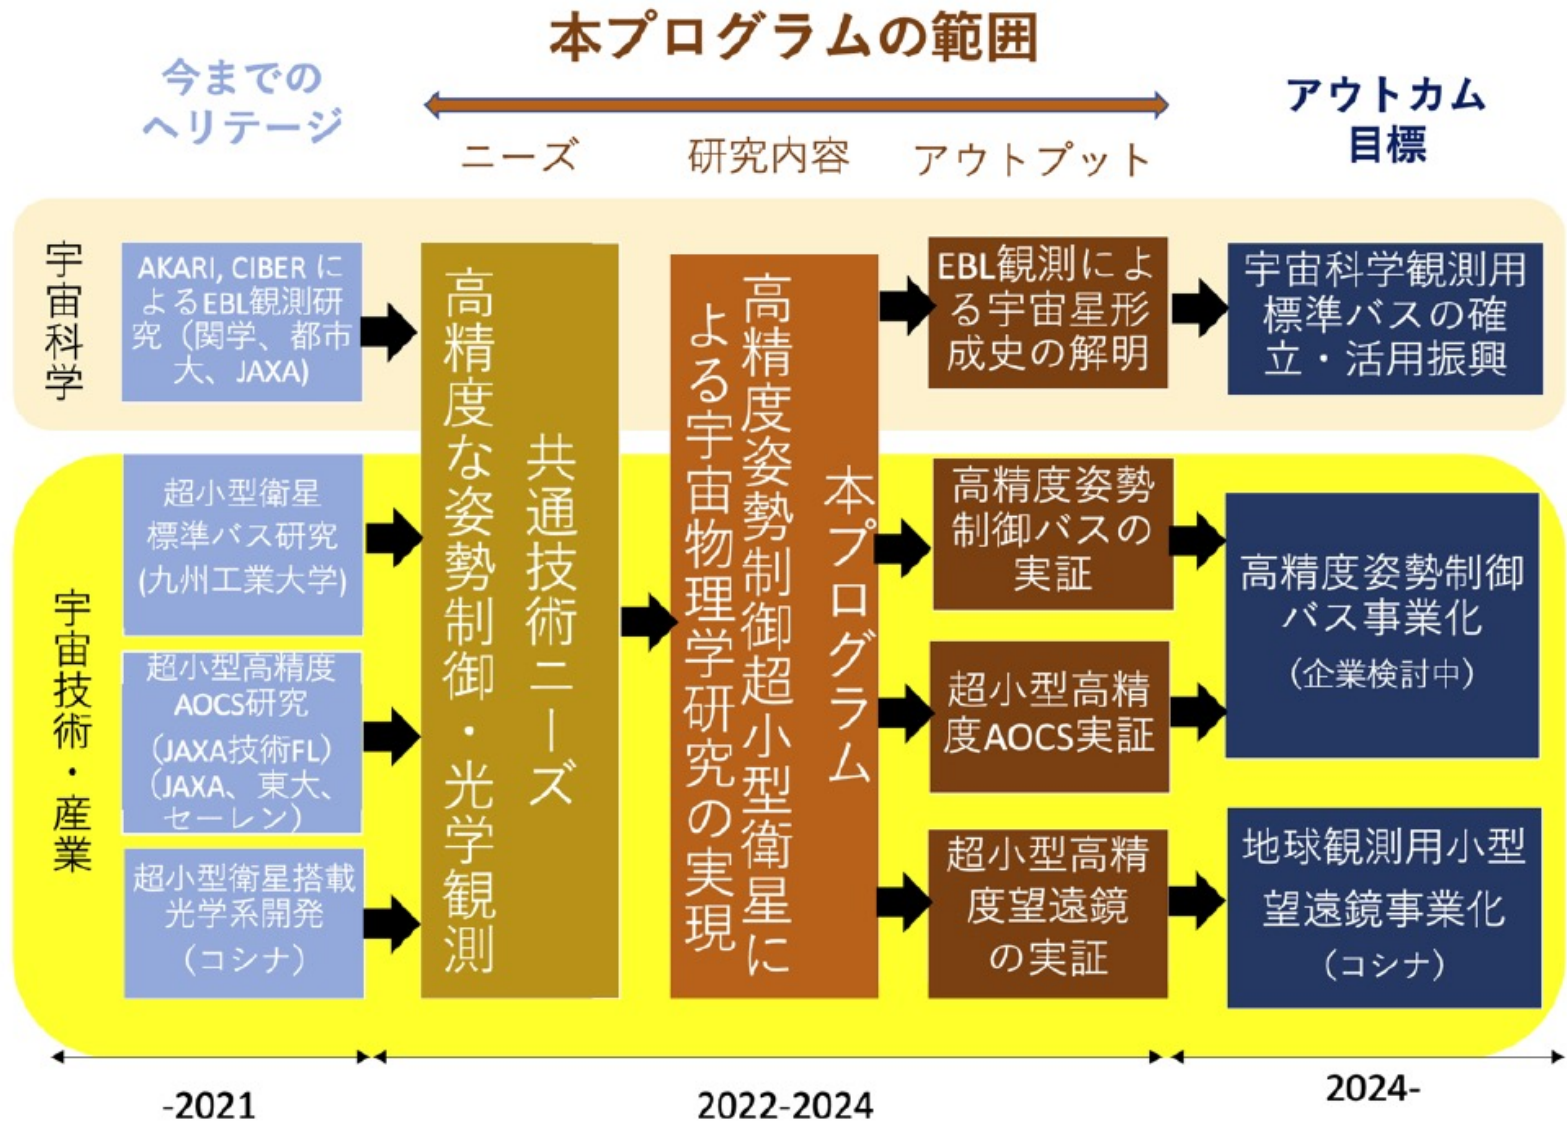 本プログラムの範囲
今までの
ヘリテージ
ニーズ
研究内容
アウトプット
アウトカム
目標
宇宙科学
AKARI, CIBER に
よるEBL観測研
究（関学、都市
大、JAXA)
超小型衛星
標準バス研究
(九州工業大学)
超小型高精度
AOCS研究
（JAXA技術FL）
（JAXA、東大、
セーレン）
超小型衛星搭載
光学系開発
（コシナ）
宇宙技術・産業
共通技術ニーズ
高精度な姿勢制御・光学観測
本プログラム
高精度姿勢制御超小型衛星に
よる宇宙物理学研究の実現
EBL観測によ
る宇宙星形
成史の解明
高精度姿勢
制御バスの
実証
超小型高精
度AOCS実証
超小型高精
度望遠鏡
の実証
宇宙科学観測用
標準バスの確
立・活用振興
高精度姿勢制御
バス事業化
（企業検討中）
地球観測用小型
望遠鏡事業化
（コシナ）
-2021
2022-2024
2024-